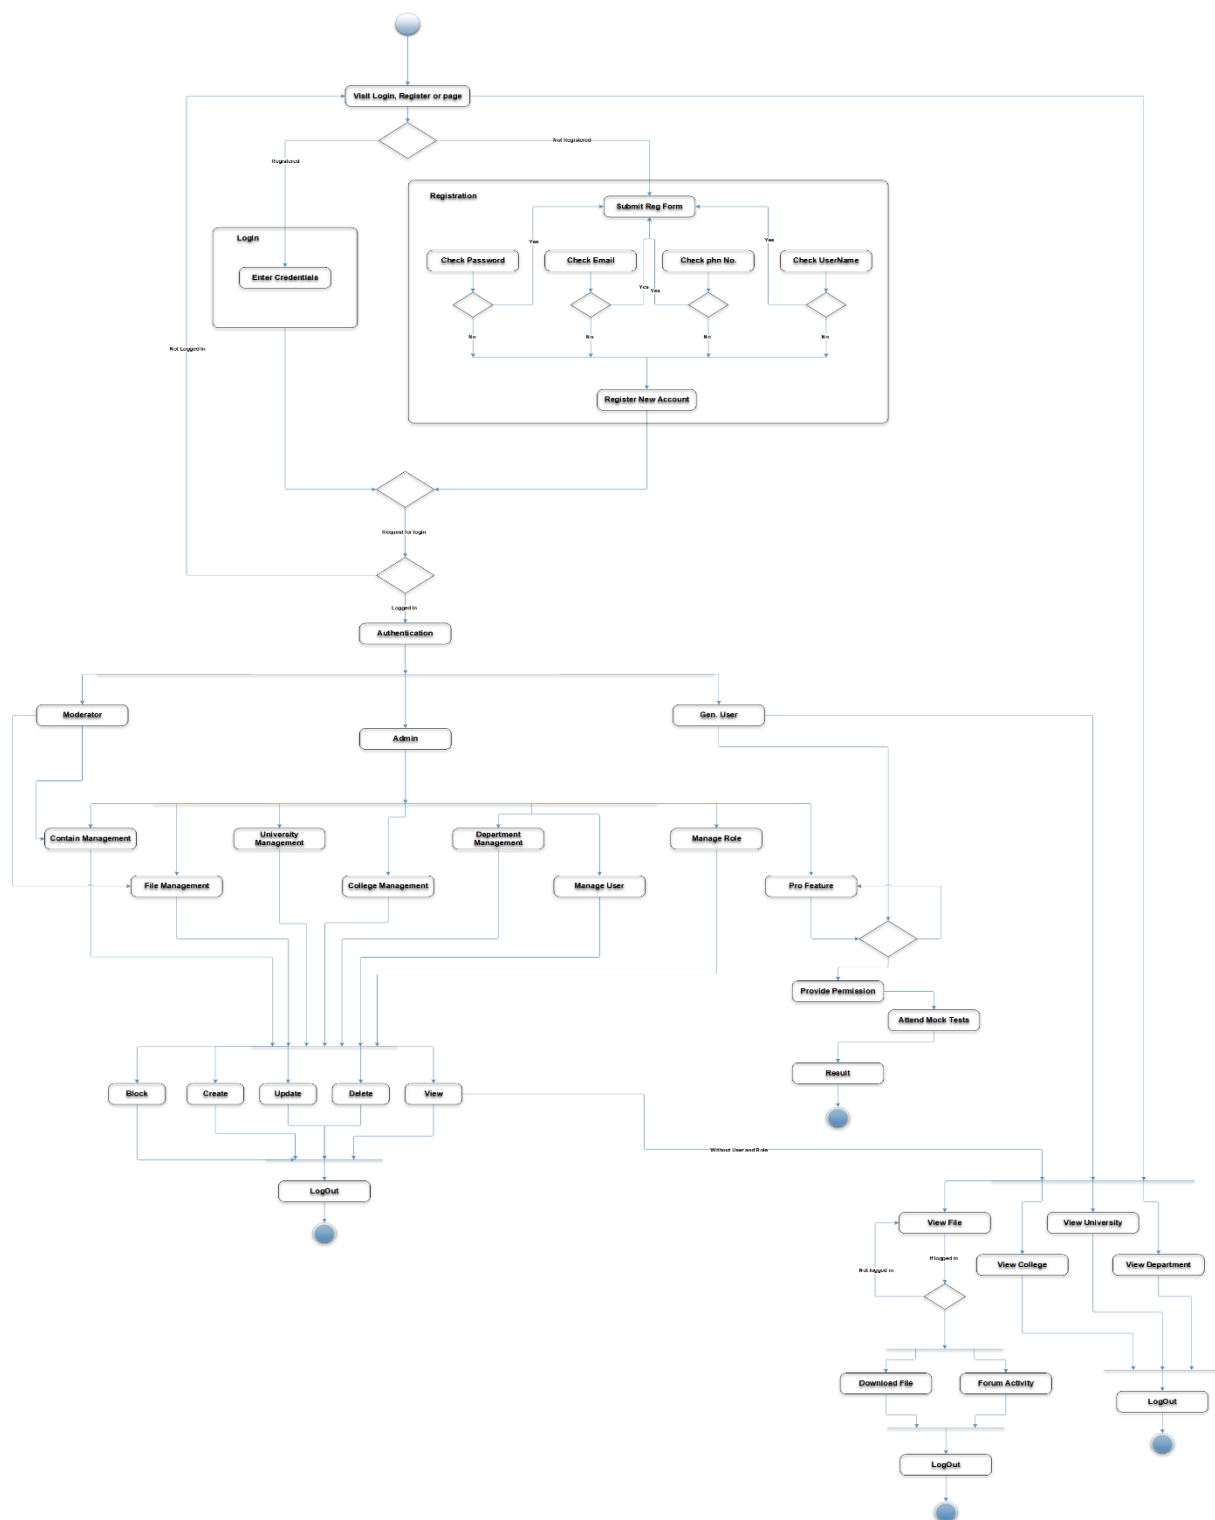 Visit Login, Register or page
Not Registered
Registered
Registration
Submit Reg Form
Login
Yes
Yes
Check Password
Check Email
Check phn No.
Check UserName
Enter Credentials
Yes
Yes
No
No
No
No
Not Logged In
Register New Account
Request for login
Logged In
Authentication
Moderator
Gen. User
Admin
Contain Management
University
Management
Department
Management
Manage Role
File Management
College Management
Manage User
Pro Feature
Provide Permission
Attend Mock Tests
Result
Block
Create
Update
Delete
View
Without User and Role
LogOut
View File
View University
If logged in
Not logged in
View College
View Department
Download File
Forum Activity
LogOut
LogOut